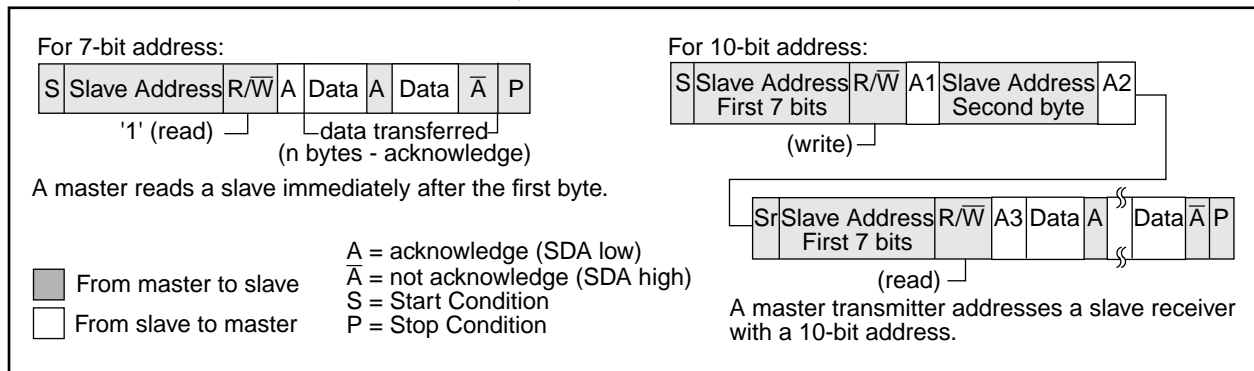 For 7-bit address:
S Slave Address R/W̅ A Data A Data A̅ P
'1' (read)
data transferred
(n bytes - acknowledge)
A master reads a slave immediately after the first byte.
From master to slave
From slave to master
A = acknowledge (SDA low)
A̅ = not acknowledge (SDA high)
S = Start Condition
P = Stop Condition
For 10-bit address:
S Slave Address First 7 bits R/W̅ A1 Slave Address Second byte A2
(write)
Sr Slave Address First 7 bits R/W̅ A3 Data A Data A̅ P
(read)
A master transmitter addresses a slave receiver
with a 10-bit address.